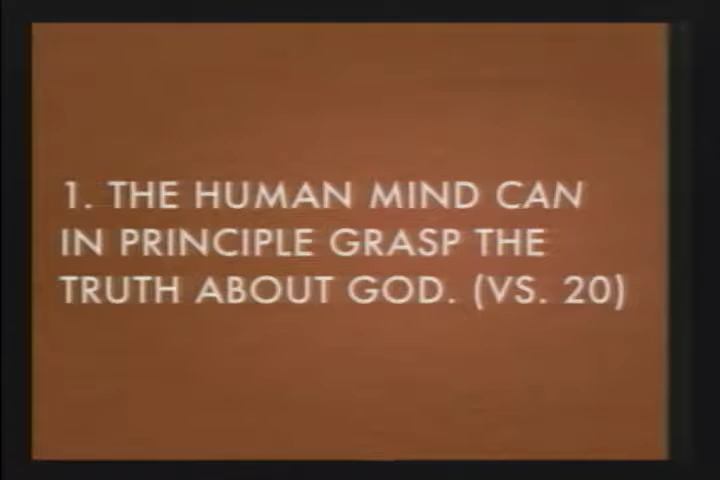 1. THE HUMAN MIND CAN
IN PRINCIPLE GRASP THE
TRUTH ABOUT GOD. (VS. 20)